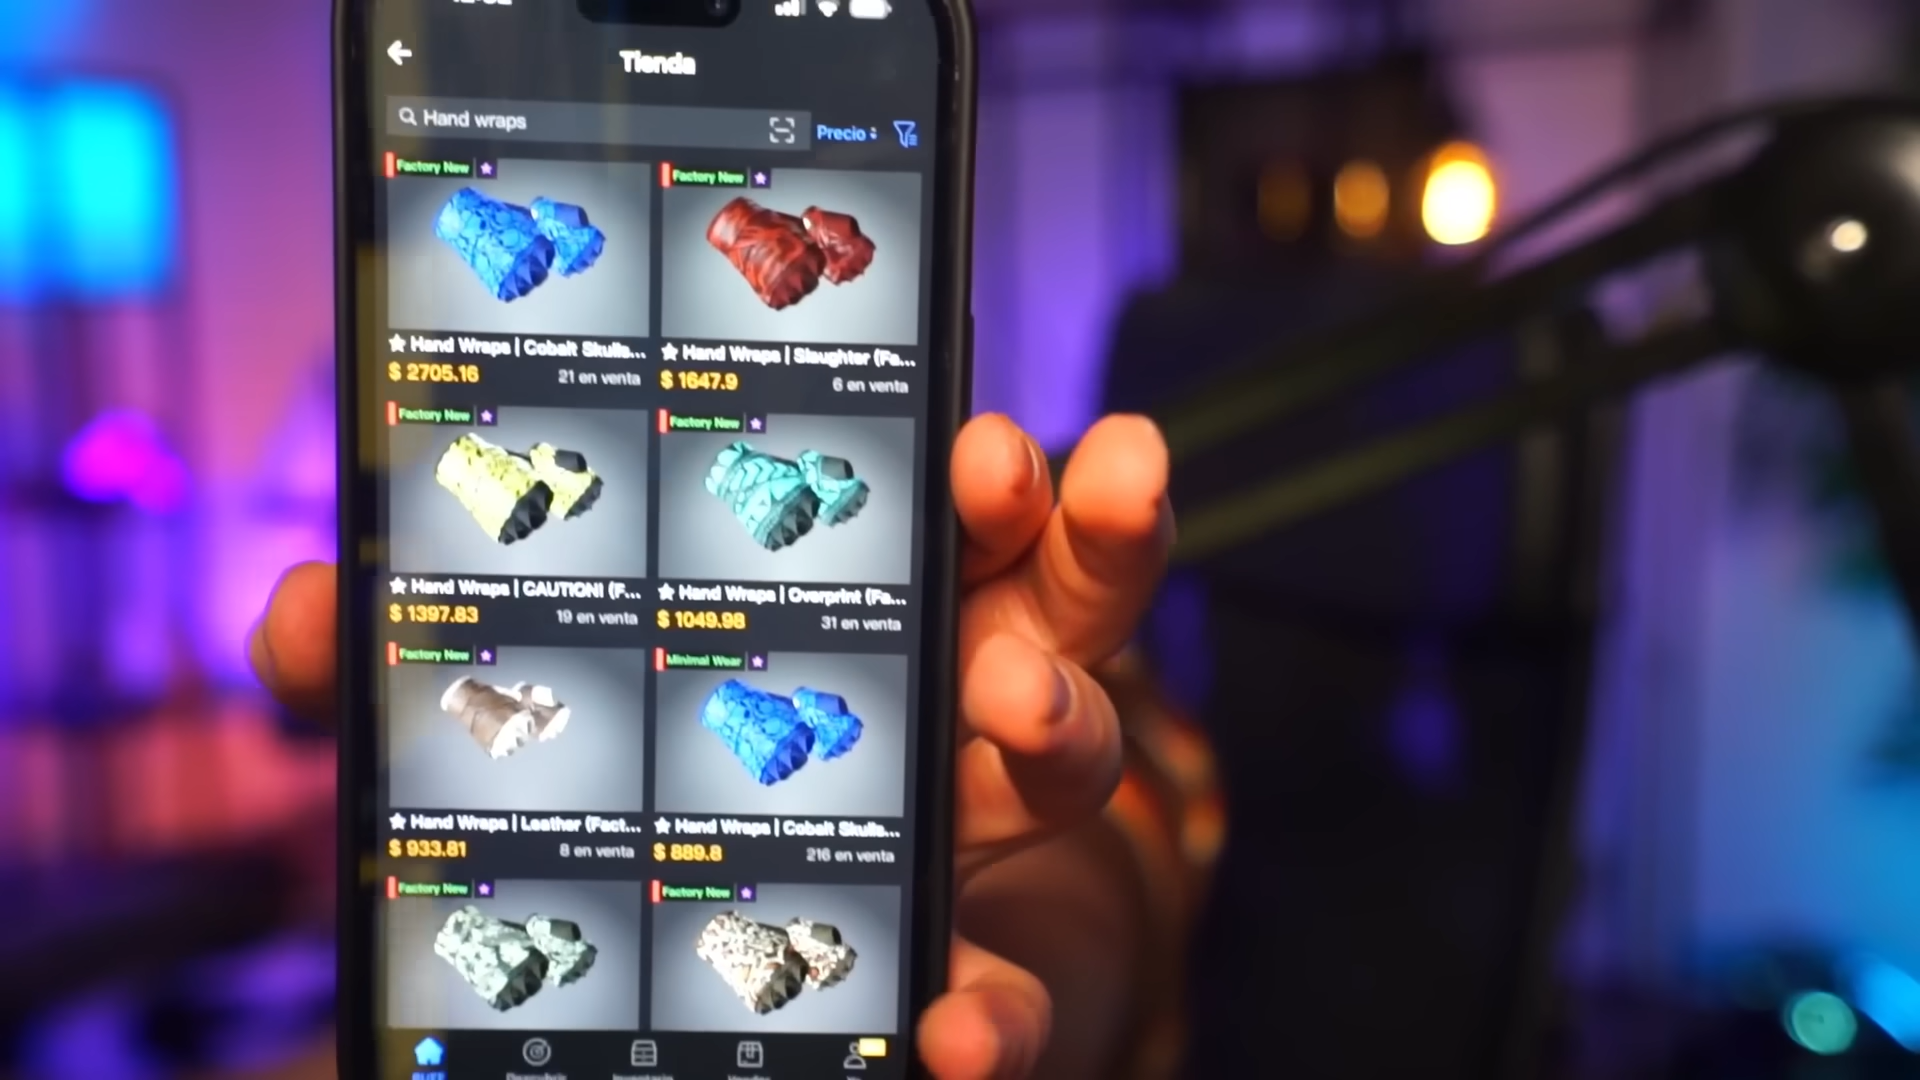 Tienda
Hand wraps
Precio
Factory New
Factory New
★ Hand Wraps | Cobalt Skulls...
★ Hand Wraps | Slaughter (Fa...
$ 2705.16
21 en venta
$ 1647.9
6 en venta
Factory New
Factory New
★ Hand Wraps | CAUTION! (F...
★ Hand Wraps | Overprint (Fa...
$ 1397.83
19 en venta
$ 1049.98
31 en venta
Factory New
Minimal Wear
★ Hand Wraps | Leather (Fact...
★ Hand Wraps | Cobalt Skulls...
$ 933.81
8 en venta
$ 889.8
216 en venta
Factory New
Factory New